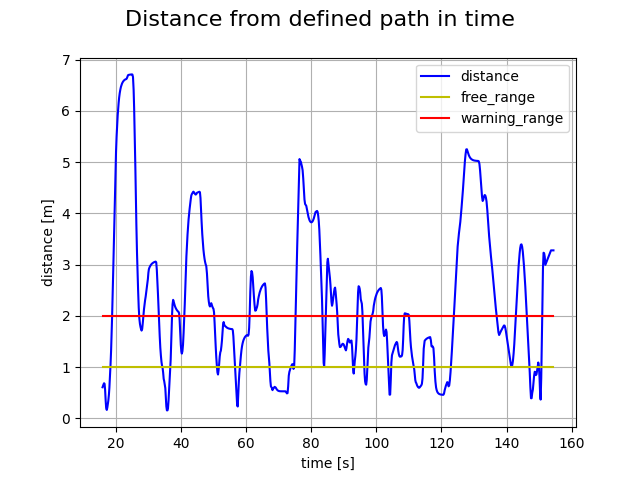 Distance from defined path in time
distance
free_range
warning_range
distance [m]
7
6
5
4
3
2
1
0
20
40
60
80
100
120
140
160
time [s]